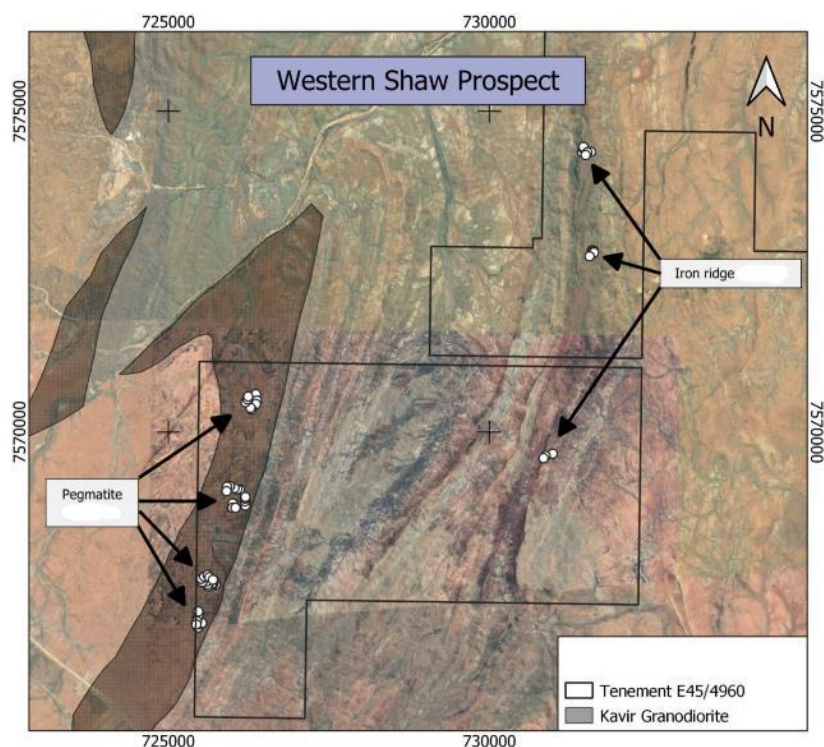 725000 730000
Western Shaw Prospect
7575000 7575000
N
Iron ridge
7570000 7570000
Pegmatite
Tenement E45/4960
Kavir Granodiorite
725000 730000